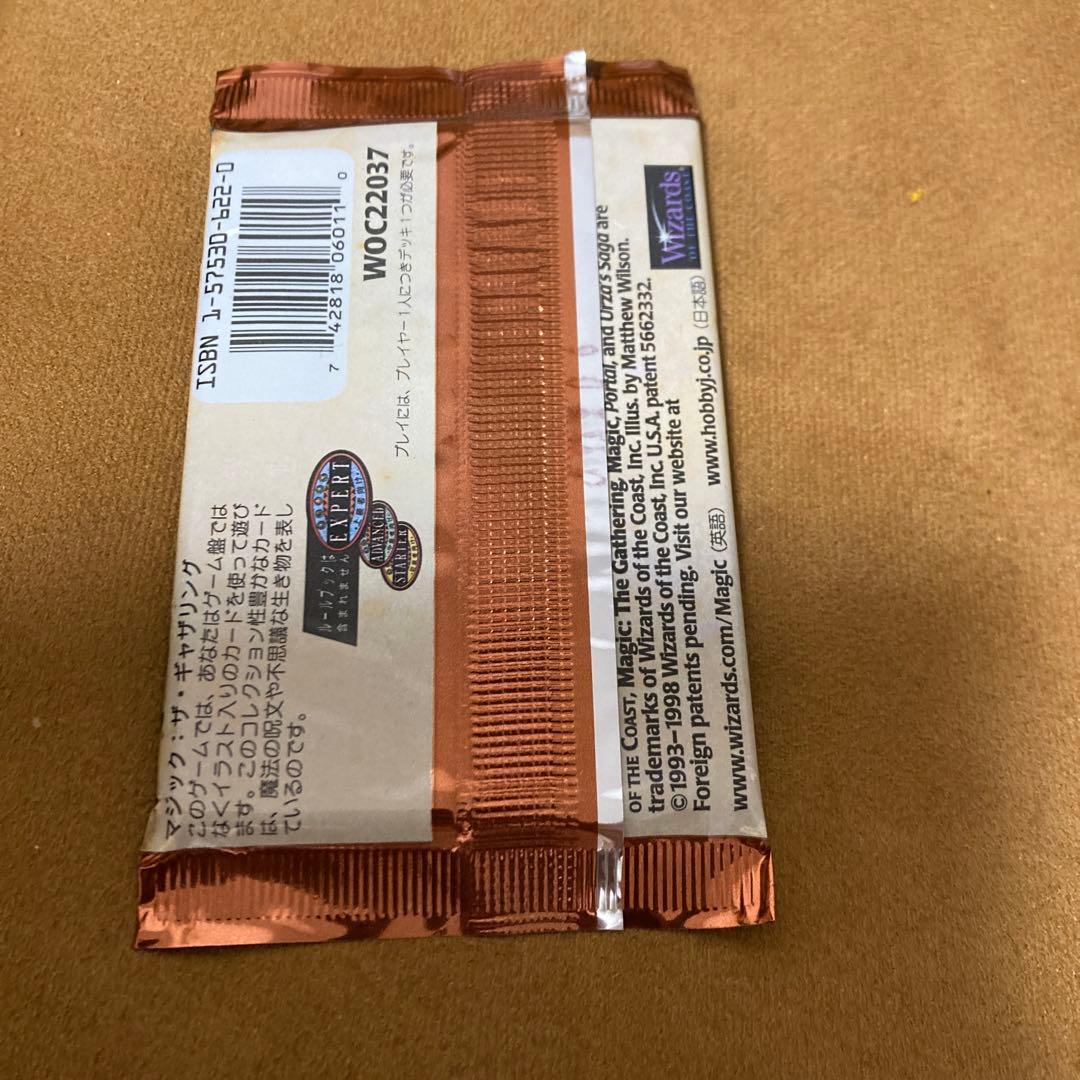 ISBN 1-57530-622-0
7 42818 06011 0
WOC22037
プレイには、プレイヤー1人につきデッキ1つが必要です。
マジック：ザ・ギャザリング
このゲームでは、あなたはゲーム盤では
なくイラスト入りのカードを使って遊び
ます。このコレクション性豊かなカード
は、魔法の呪文や不思議な生き物を表し
ているのです。
ルールブックは
含まれません
EXPERT
上級者向け
ADVANCED
STARTER
OF THE COAST, Magic: The Gathering, Magic, Portal, and Urza's Saga are
trademarks of Wizards of the Coast, Inc. Illus. by Matthew Wilson.
©1993–1998 Wizards of the Coast, Inc. U.S.A. patent 5662332.
Foreign patents pending. Visit our website at
www.wizards.com/Magic（英語） www.hobbyj.co.jp（日本語）
Wizards
OF THE COAST